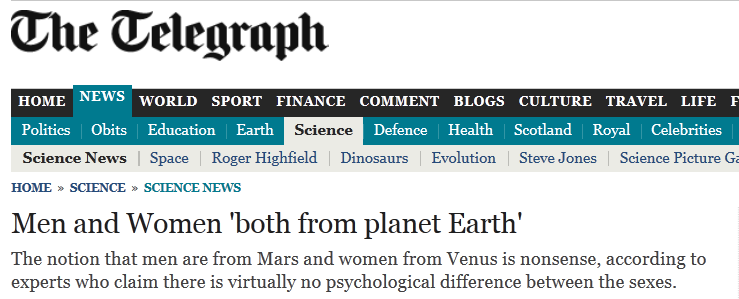 The Telegraph
HOME NEWS WORLD SPORT FINANCE COMMENT BLOGS CULTURE TRAVEL LIFE F
Politics Obits Education Earth Science Defence Health Scotland Royal Celebrities
Science News Space Roger Highfield Dinosaurs Evolution Steve Jones Science Picture Ga
HOME » SCIENCE » SCIENCE NEWS
Men and Women 'both from planet Earth'
The notion that men are from Mars and women from Venus is nonsense, according to
experts who claim there is virtually no psychological difference between the sexes.